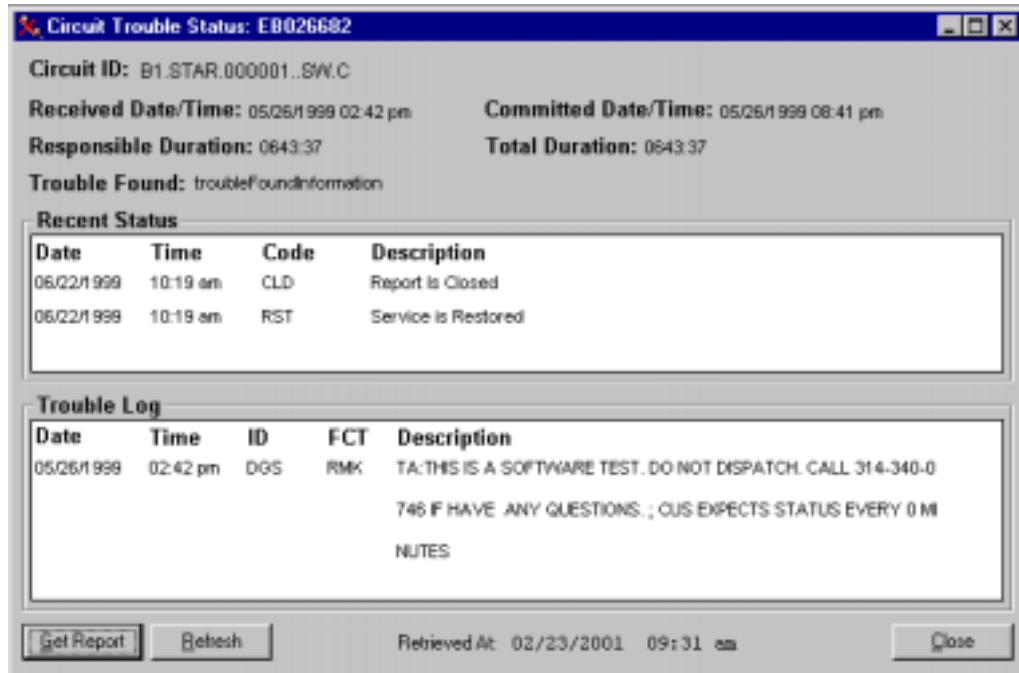 Circuit Trouble Status: EB026682
Circuit ID: B1.STAR.000001..SW.C
Received Date/Time: 05/26/1999 02:42 pm Committed Date/Time: 05/26/1999 08:41 pm
Responsible Duration: 0643:37 Total Duration: 0643:37
Trouble Found: troubleFoundInformation
Recent Status
Date Time Code Description
06/22/1999 10:19 am CLD Report Is Closed
06/22/1999 10:19 am RST Service is Restored
Trouble Log
Date Time ID FCT Description
05/26/1999 02:42 pm DGS RMK TA:THIS IS A SOFTWARE TEST. DO NOT DISPATCH. CALL 314-340-0
746 IF HAVE ANY QUESTIONS. ; CUS EXPECTS STATUS EVERY 0 MI
NUTES
Get Report Refresh Retrieved At: 02/23/2001 09:31 am Close